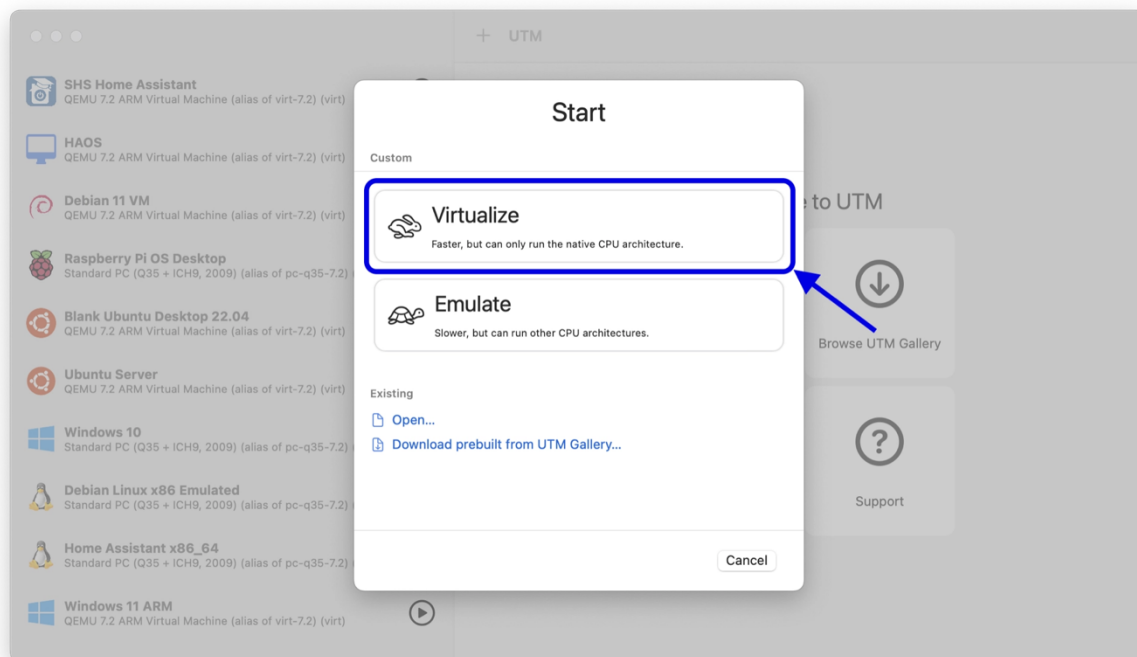 UTM
SHS Home Assistant
QEMU 7.2 ARM Virtual Machine (alias of virt-7.2) (virt)
HAOS
QEMU 7.2 ARM Virtual Machine (alias of virt-7.2) (virt)
Debian 11 VM
QEMU 7.2 ARM Virtual Machine (alias of virt-7.2) (virt)
Raspberry Pi OS Desktop
Standard PC (Q35 + ICH9, 2009) (alias of pc-q35-7.2)
Blank Ubuntu Desktop 22.04
QEMU 7.2 ARM Virtual Machine (alias of virt-7.2) (virt)
Ubuntu Server
QEMU 7.2 ARM Virtual Machine (alias of virt-7.2) (virt)
Windows 10
Standard PC (Q35 + ICH9, 2009) (alias of pc-q35-7.2)
Debian Linux x86 Emulated
Standard PC (Q35 + ICH9, 2009) (alias of pc-q35-7.2)
Home Assistant x86_64
Standard PC (Q35 + ICH9, 2009) (alias of pc-q35-7.2)
Windows 11 ARM
QEMU 7.2 ARM Virtual Machine (alias of virt-7.2) (virt)
Start
Custom
Virtualize
Faster, but can only run the native CPU architecture.
Emulate
Slower, but can run other CPU architectures.
Existing
Open...
Download prebuilt from UTM Gallery...
Cancel
to UTM
Browse UTM Gallery
Support